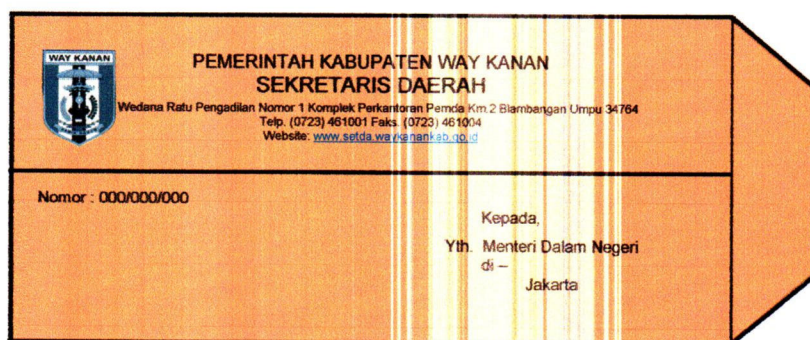 WAY KANAN
PEMERINTAH KABUPATEN WAY KANAN
SEKRETARIS DAERAH
Wedana Ratu Pengadilan Nomor 1 Komplek Perkantoran Pemda Km.2 Blambangan Umpu 34764
Telp. (0723) 461001 Faks. (0723) 461004
Website: www.setda.waykanankab.go.id
Nomor : 000/000/000
Kepada,
Yth. Menteri Dalam Negeri
di –
Jakarta